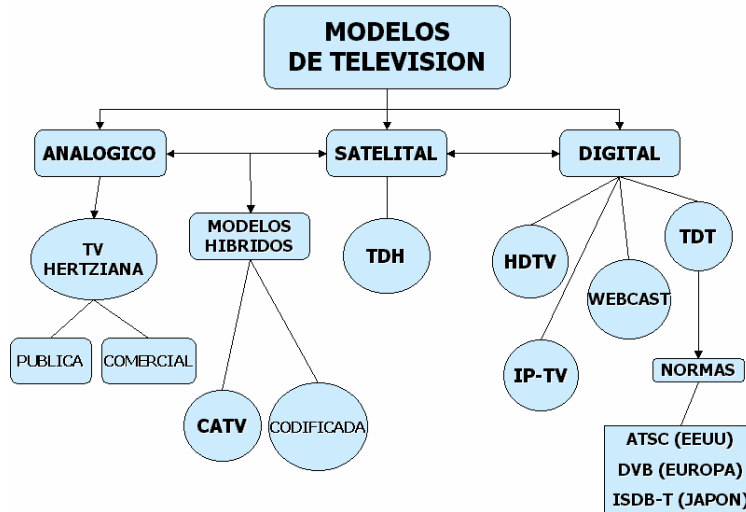 MODELOS
DE TELEVISION
ANALOGICO
SATELITAL
DIGITAL
TV
HERTZIANA
MODELOS
HIBRIDOS
TDH
HDTV
WEBCAST
TDT
PUBLICA
COMERCIAL
IP-TV
NORMAS
CATV
CODIFICADA
ATSC (EEUU)
DVB (EUROPA)
ISDB-T (JAPON)